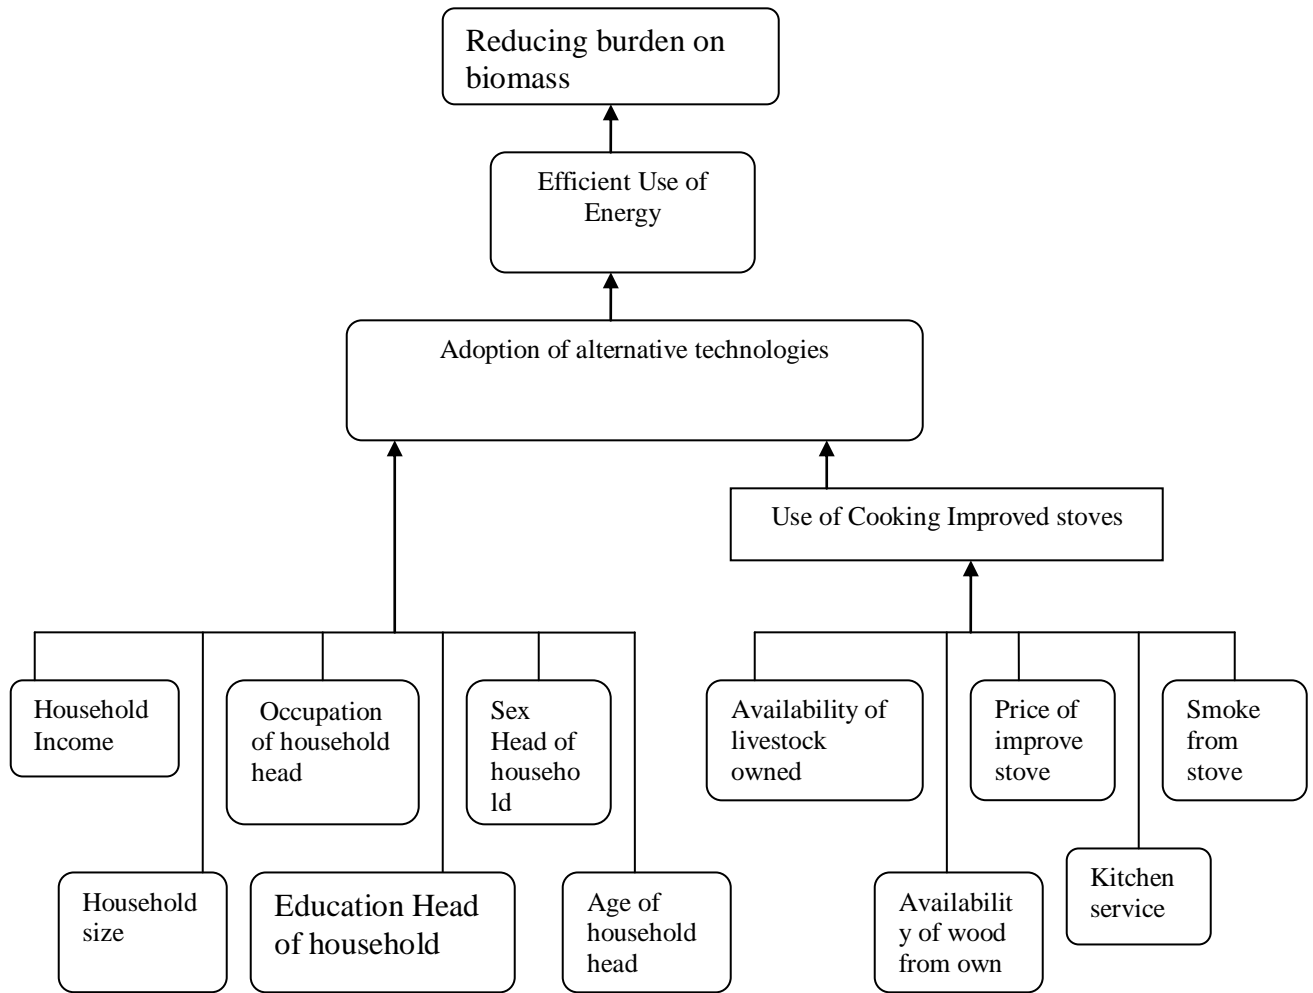 Reducing burden on
biomass
Efficient Use of
Energy
Adoption of alternative technologies
Use of Cooking Improved stoves
Household
Income
Occupation
of household
head
Sex
Head of
househo
ld
Availability of
livestock
owned
Price of
improve
stove
Smoke
from
stove
Household
size
Education Head
of household
Age of
household
head
Availabilit
y of wood
from own
Kitchen
service